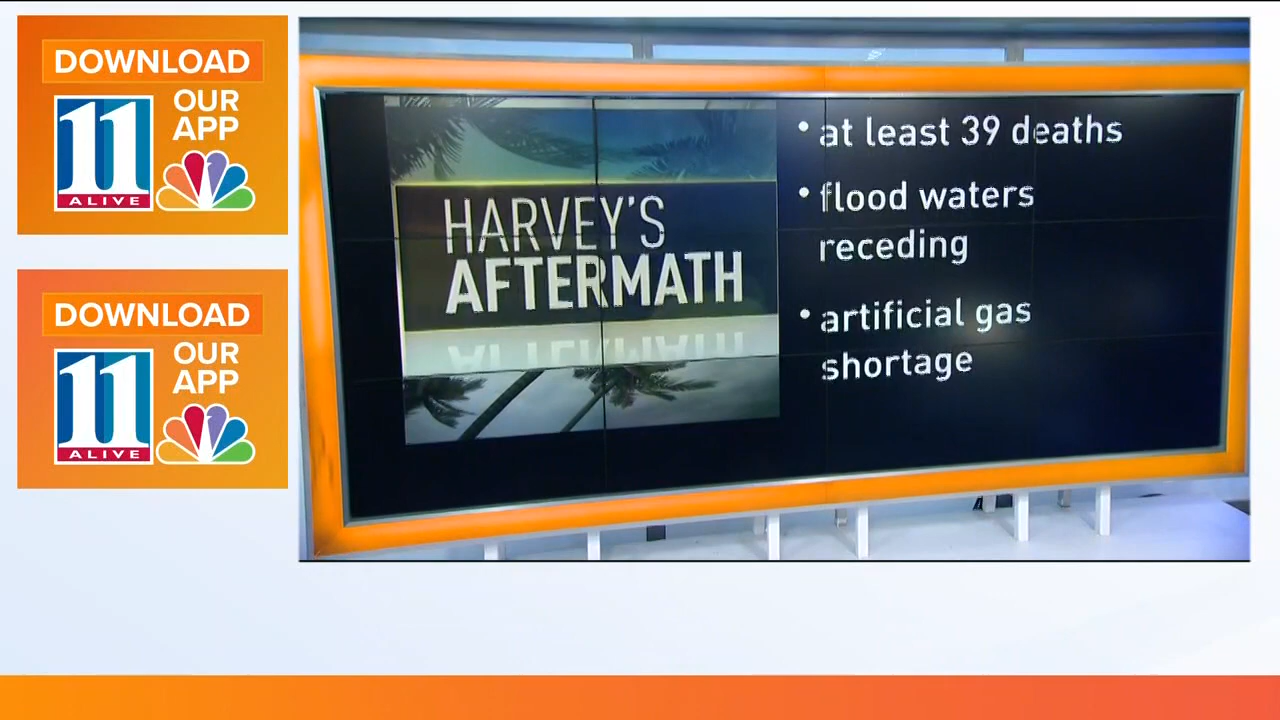 DOWNLOAD
11
ALIVE
OUR
APP
DOWNLOAD
11
ALIVE
OUR
APP
HARVEY'S
AFTERMATH
AFTERMATH
• at least 39 deaths
• flood waters
receding
• artificial gas
shortage